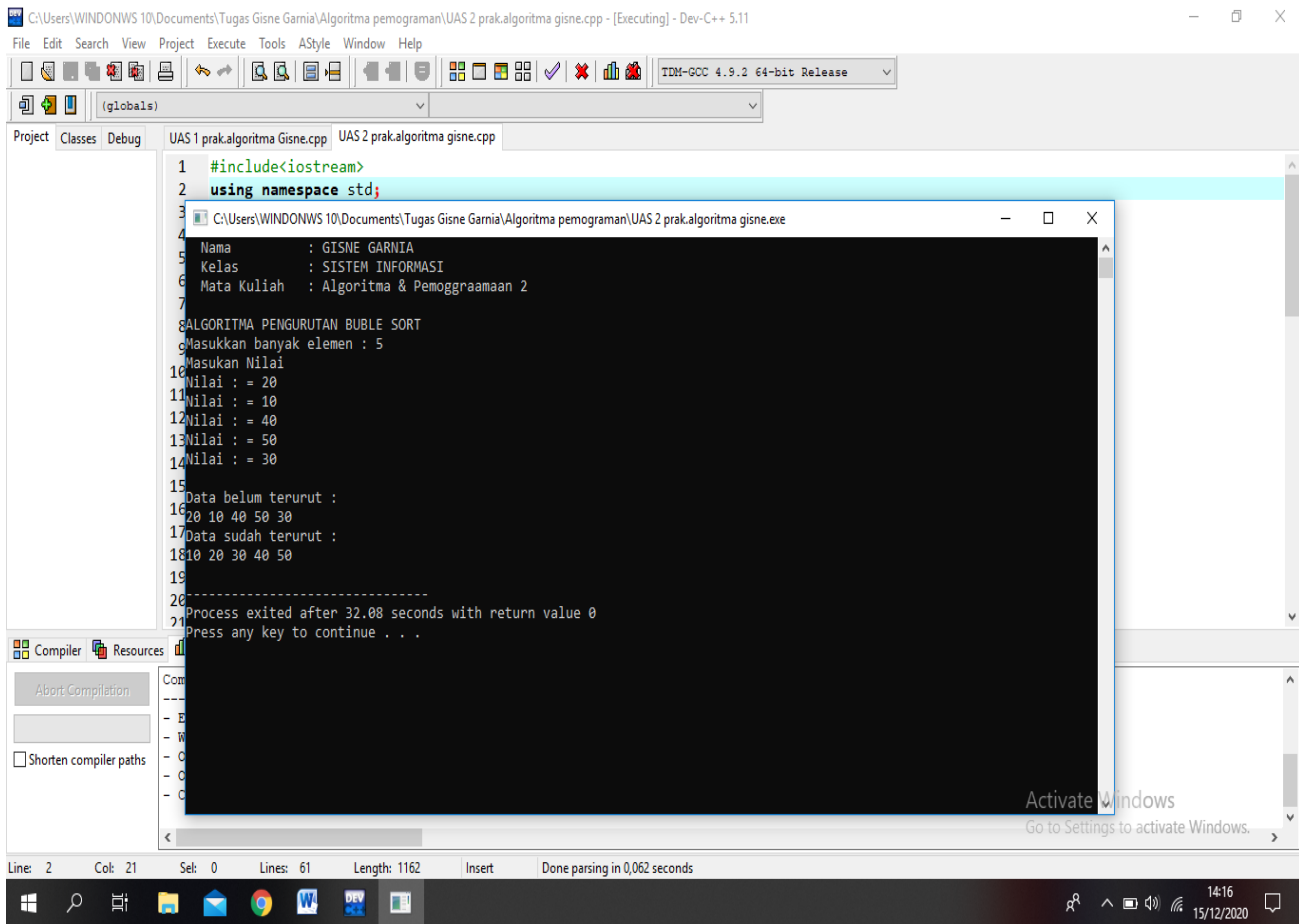 C:\Users\WINDONWS 10\Documents\Tugas Gisne Garnia\Algoritma pemograman\UAS 2 prak.algoritma gisne.cpp - [Executing] - Dev-C++ 5.11
File Edit Search View Project Execute Tools AStyle Window Help
TDM-GCC 4.9.2 64-bit Release
(globals)
Project Classes Debug
UAS 1 prak.algoritma Gisne.cpp UAS 2 prak.algoritma gisne.cpp
1 #include<iostream>
2 using namespace std;
C:\Users\WINDONWS 10\Documents\Tugas Gisne Garnia\Algoritma pemograman\UAS 2 prak.algoritma gisne.exe
Nama : GISNE GARNIA
Kelas : SISTEM INFORMASI
Mata Kuliah : Algoritma & Pemoggraamaan 2
ALGORITMA PENGURUTAN BUBLE SORT
Masukkan banyak elemen : 5
Masukan Nilai
Nilai : = 20
Nilai : = 10
Nilai : = 40
Nilai : = 50
Nilai : = 30
Data belum terurut :
20 10 40 50 30
Data sudah terurut :
10 20 30 40 50
--------------------------------
Process exited after 32.08 seconds with return value 0
Press any key to continue . . .
Compiler Resources
Abort Compilation
Shorten compiler paths
Activate Windows
Go to Settings to activate Windows.
Line: 2 Col: 21 Sel: 0 Lines: 61 Length: 1162 Insert Done parsing in 0,062 seconds
14:16
15/12/2020